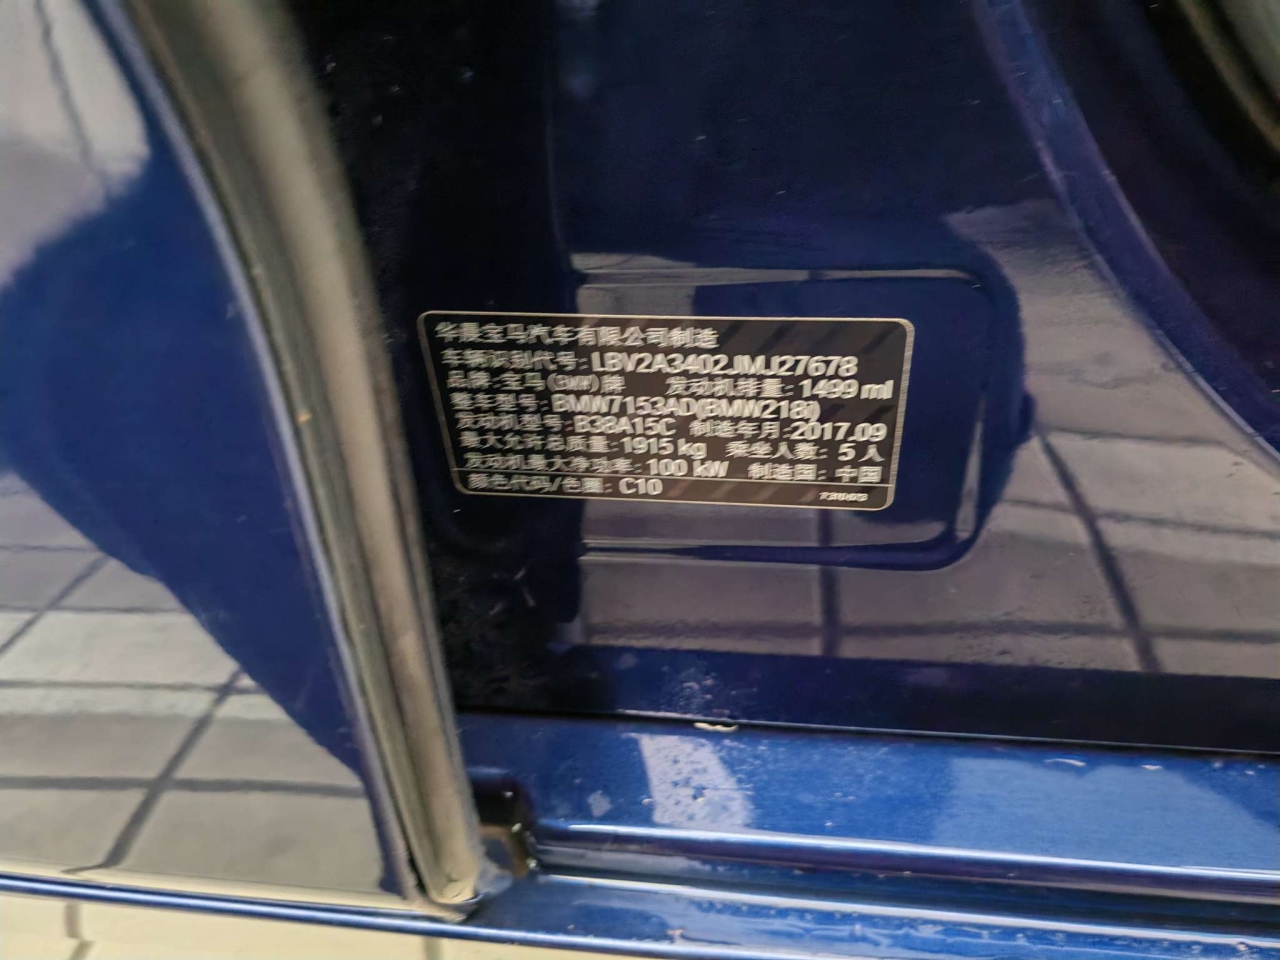 华晨宝马汽车有限公司制造
车辆识别代号: LBV2A3402JMJ27678
品牌: 宝马(BMW)牌 发动机排量: 1499 ml
整车型号: BMW7153AD(BMW218i)
发动机型号: B38A15C 制造年月: 2017.09
最大允许总质量: 1915 kg 乘坐人数: 5 人
发动机最大净功率: 100 kW 制造国: 中国
颜色代码/色圈: C10